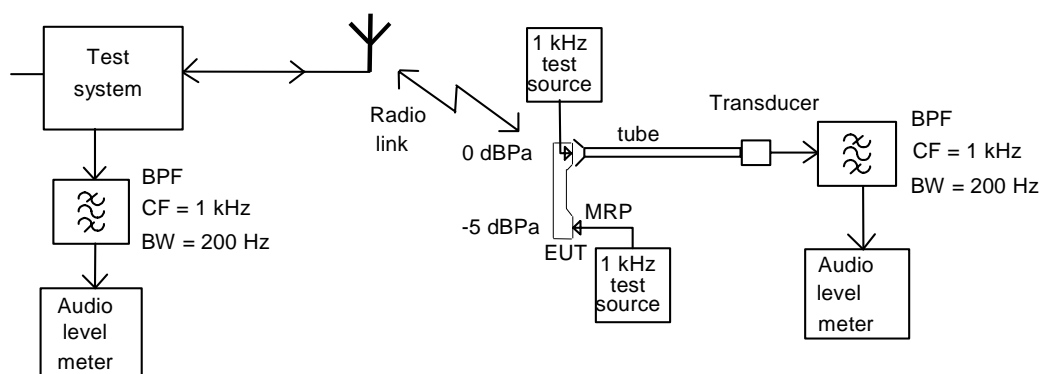 Test
system
BPF
CF = 1 kHz
BW = 200 Hz
Audio
level
meter
Radio
link
1 kHz
test
source
0 dBPa
tube
Transducer
-5 dBPa
MRP
EUT
1 kHz
test
source
BPF
CF = 1 kHz
BW = 200 Hz
Audio
level
meter